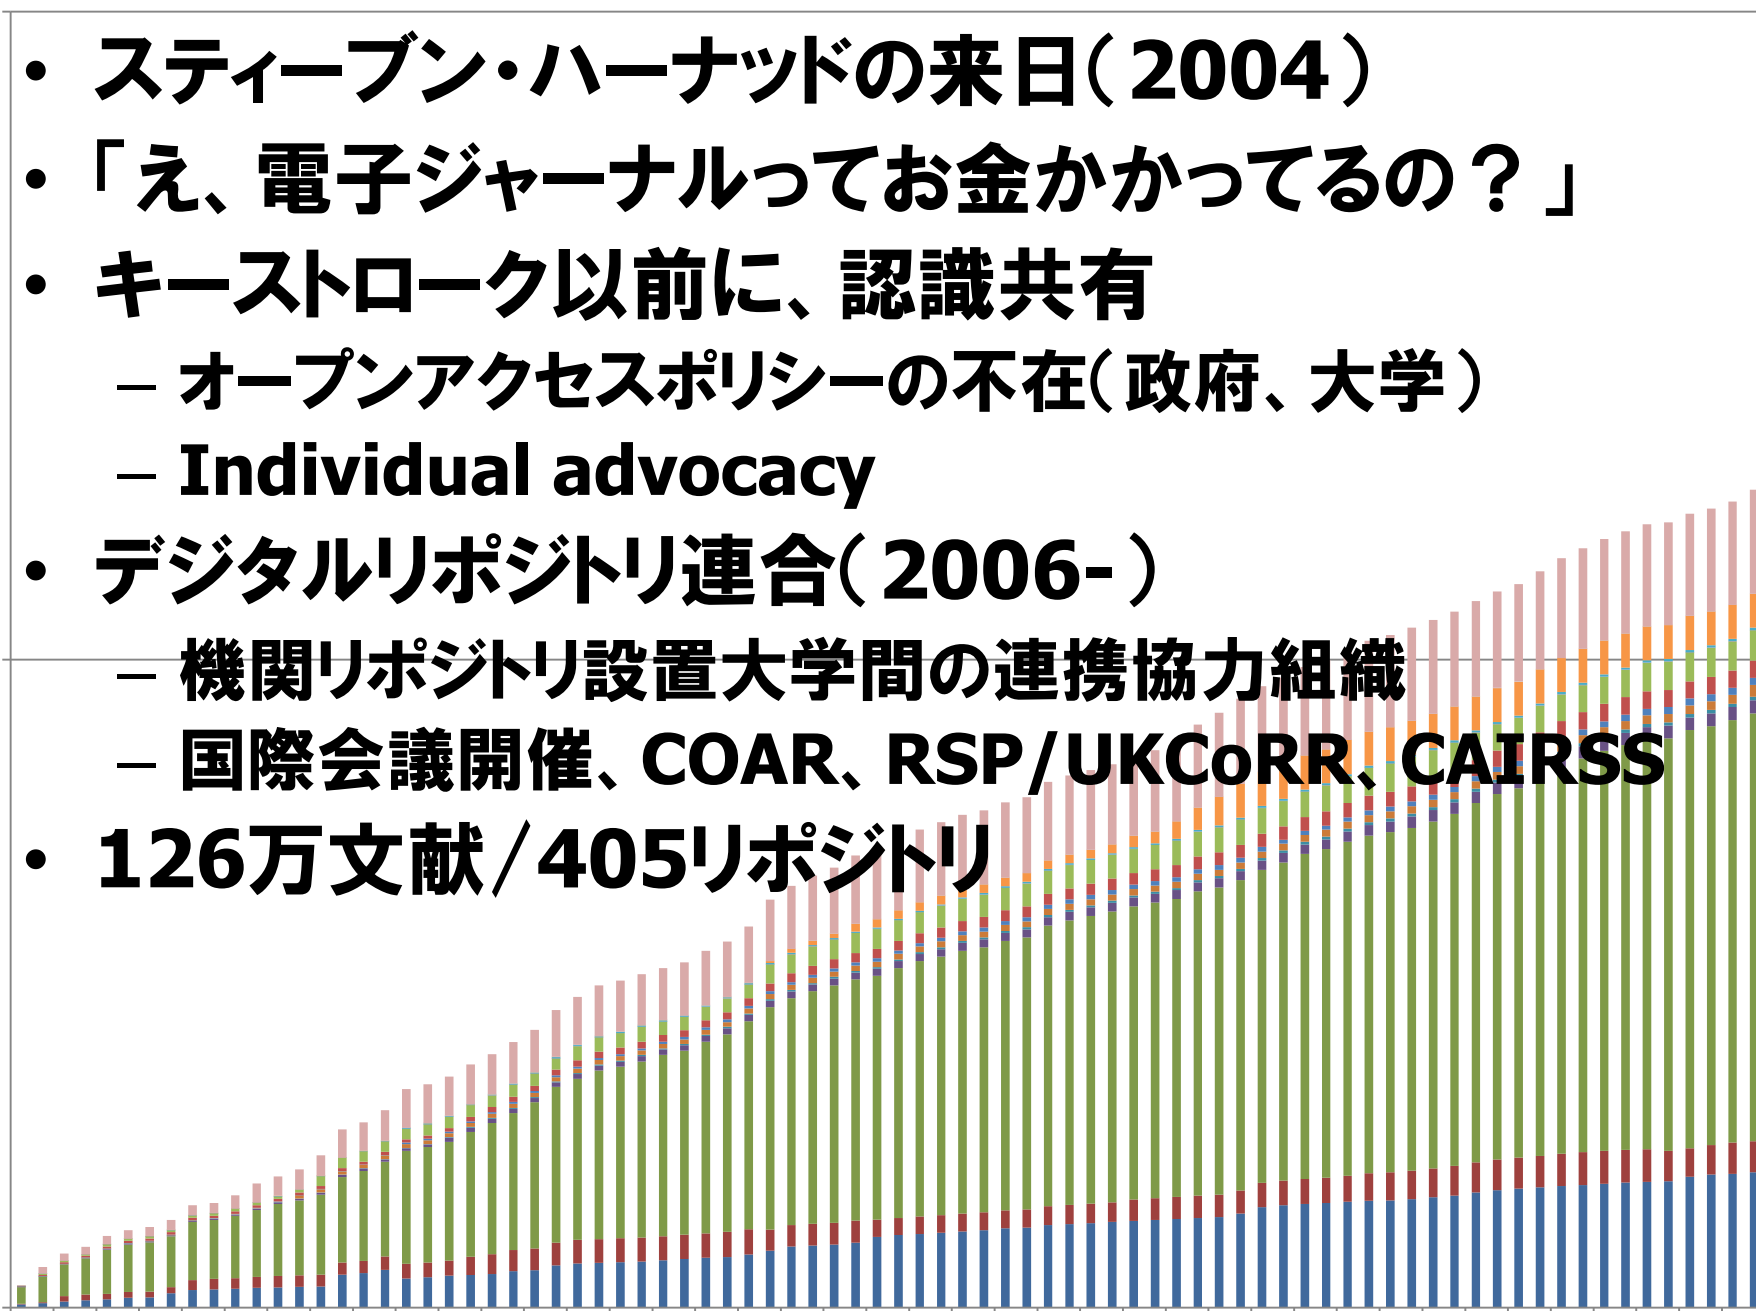 • スティーブン・ハーナッドの来日（2004）
• 「え、電子ジャーナルってお金かかってるの？」
• キーストローク以前に、認識共有
– オープンアクセスポリシーの不在（政府、大学）
– Individual advocacy
• デジタルリポジトリ連合（2006-）
– 機関リポジトリ設置大学間の連携協力組織
– 国際会議開催、COAR、RSP/UKCoRR、CAIRSS
• 126万文献/405リポジトリ